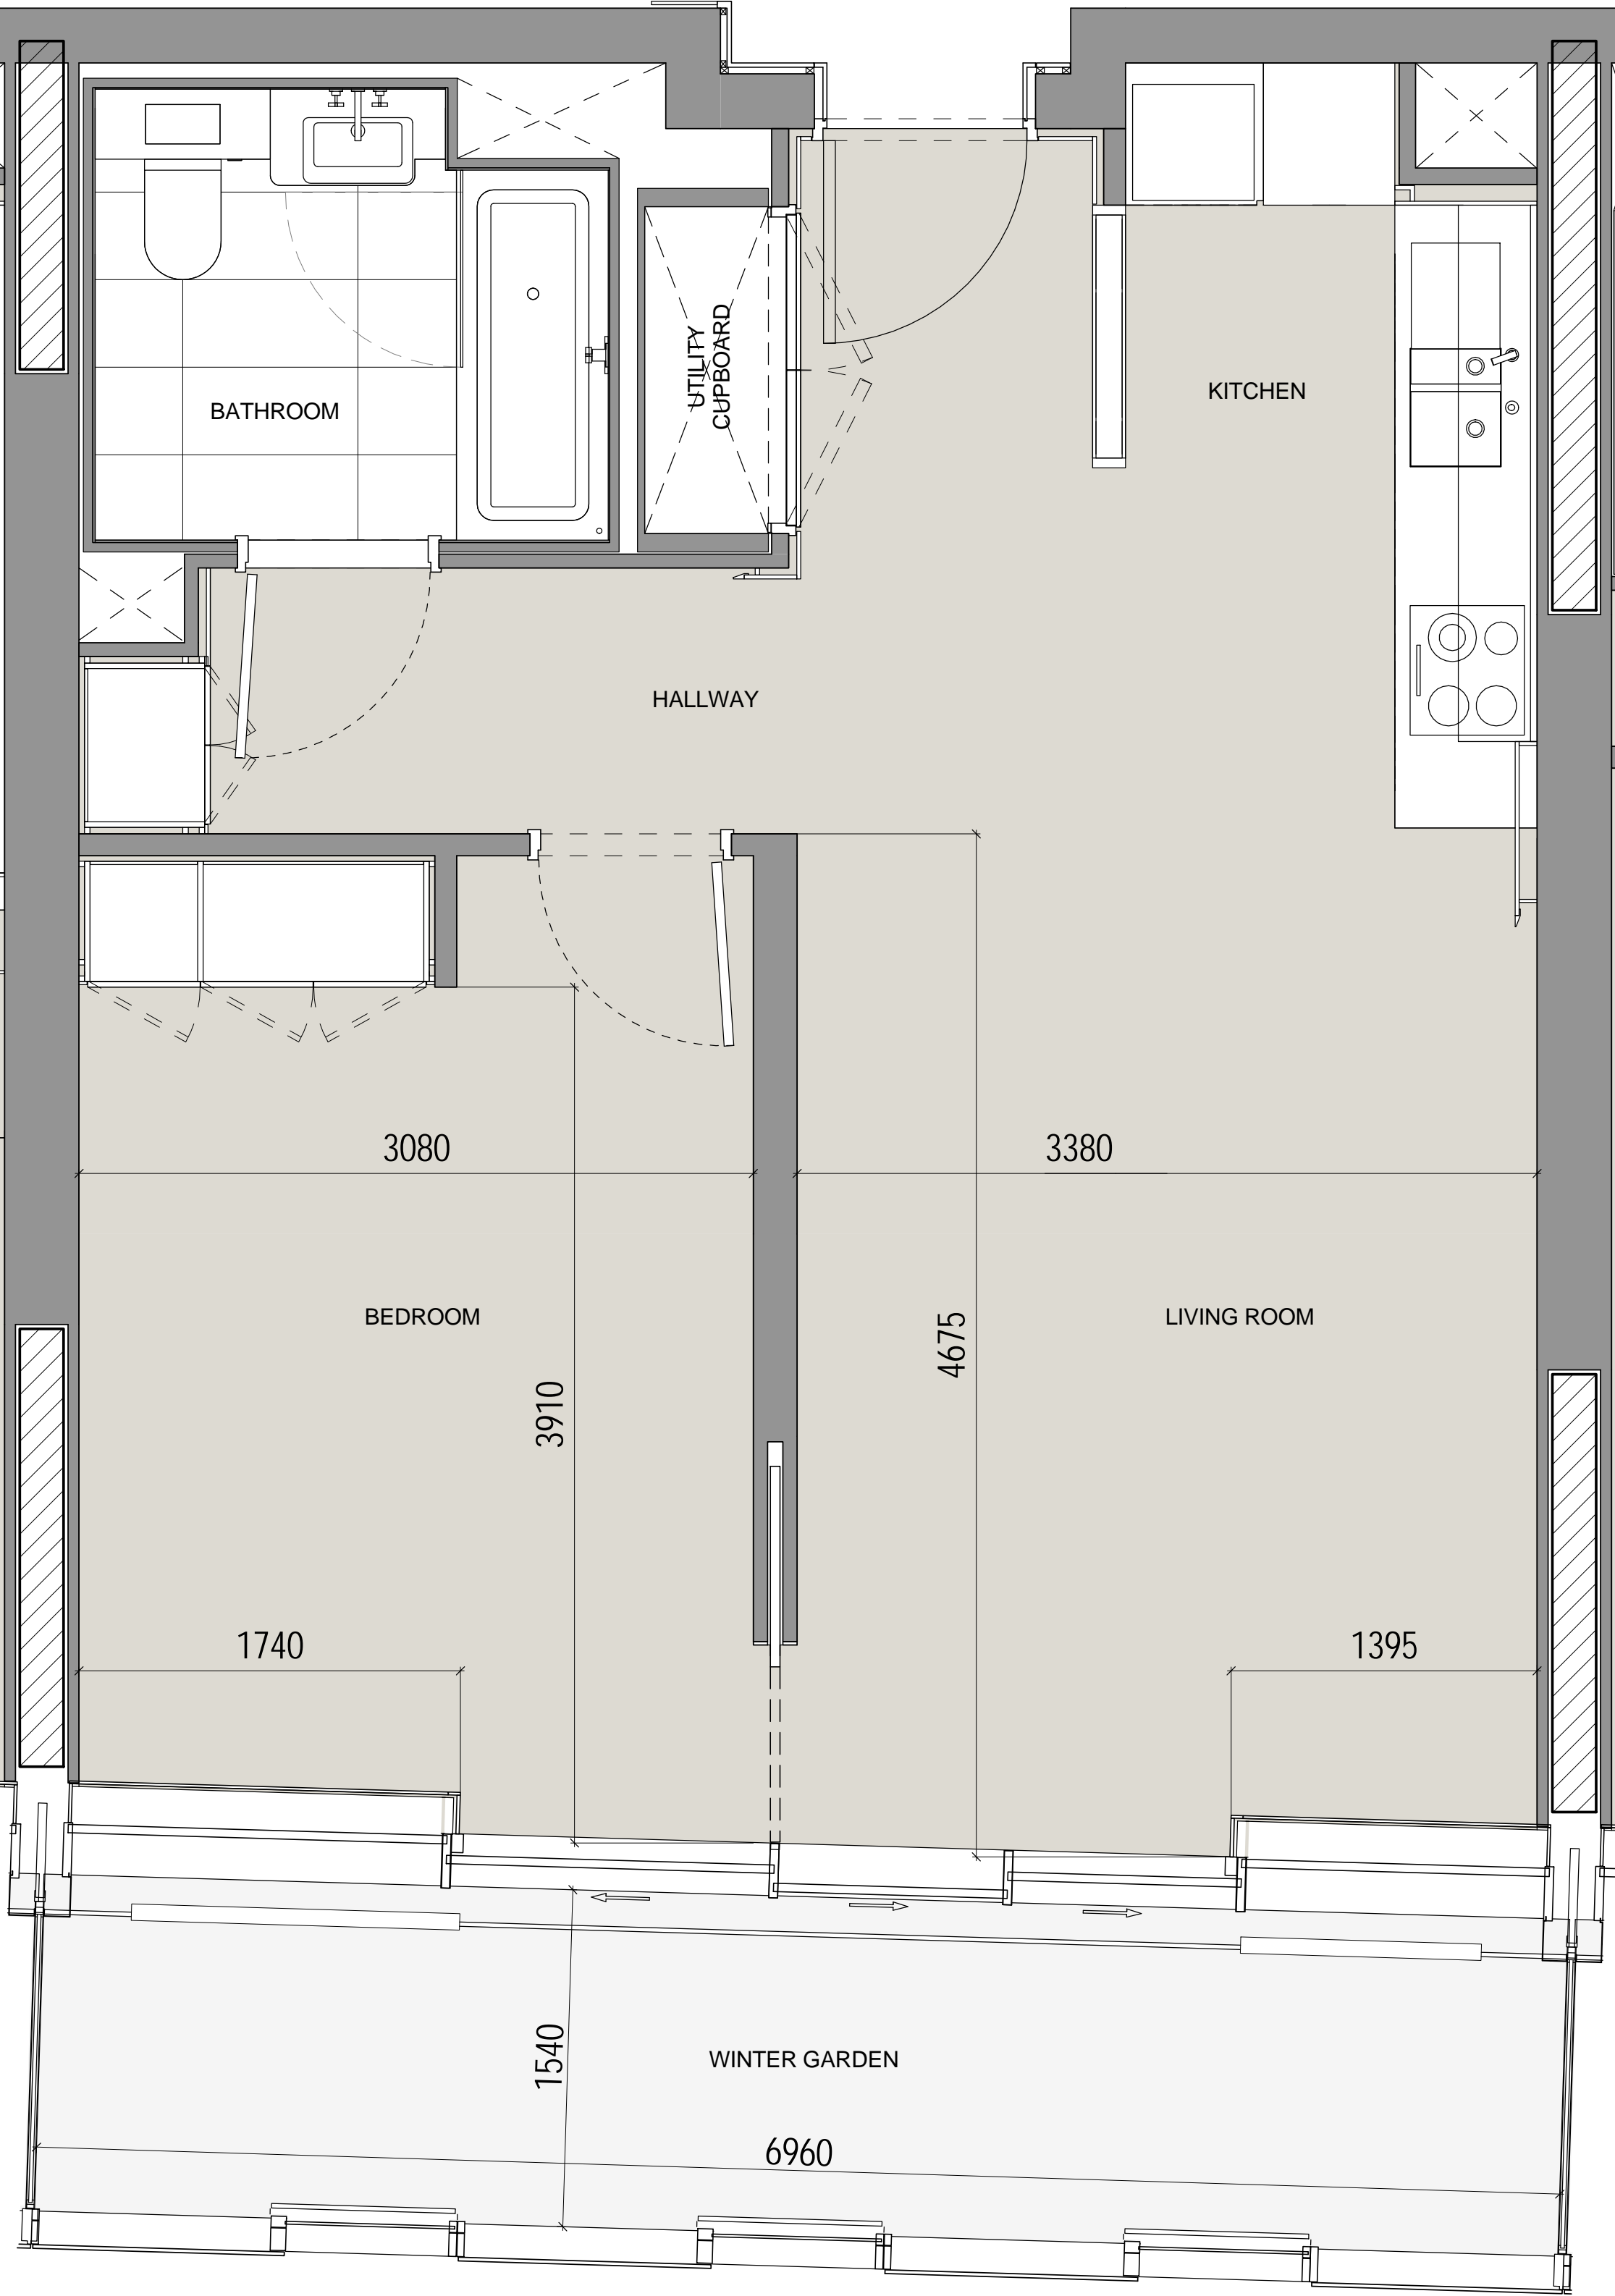 UTILITY
CUPBOARD
KITCHEN
BATHROOM
HALLWAY
3080
3380
BEDROOM
LIVING ROOM
4675
3910
1740
1395
WINTER GARDEN
1540
6960